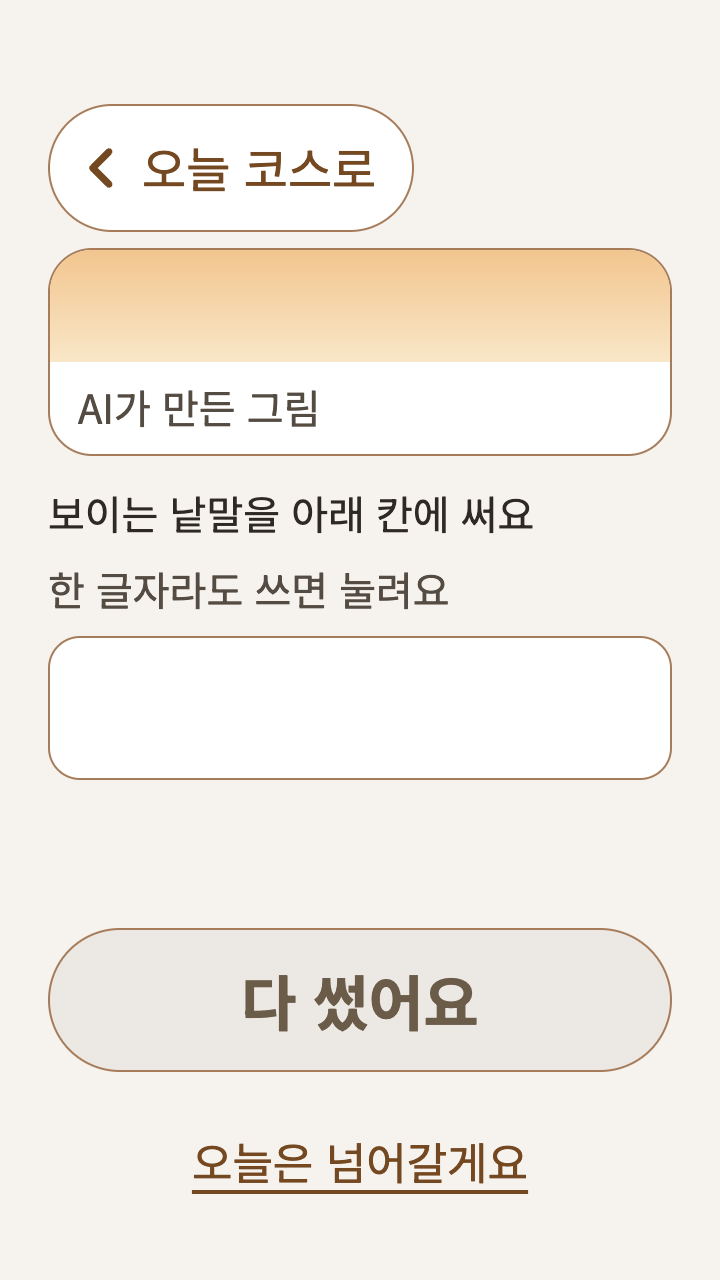 오늘 코스로
AI가 만든 그림
보이는 낱말을 아래 칸에 써요
한 글자라도 쓰면 눌려요
다 썼어요
오늘은 넘어갈게요